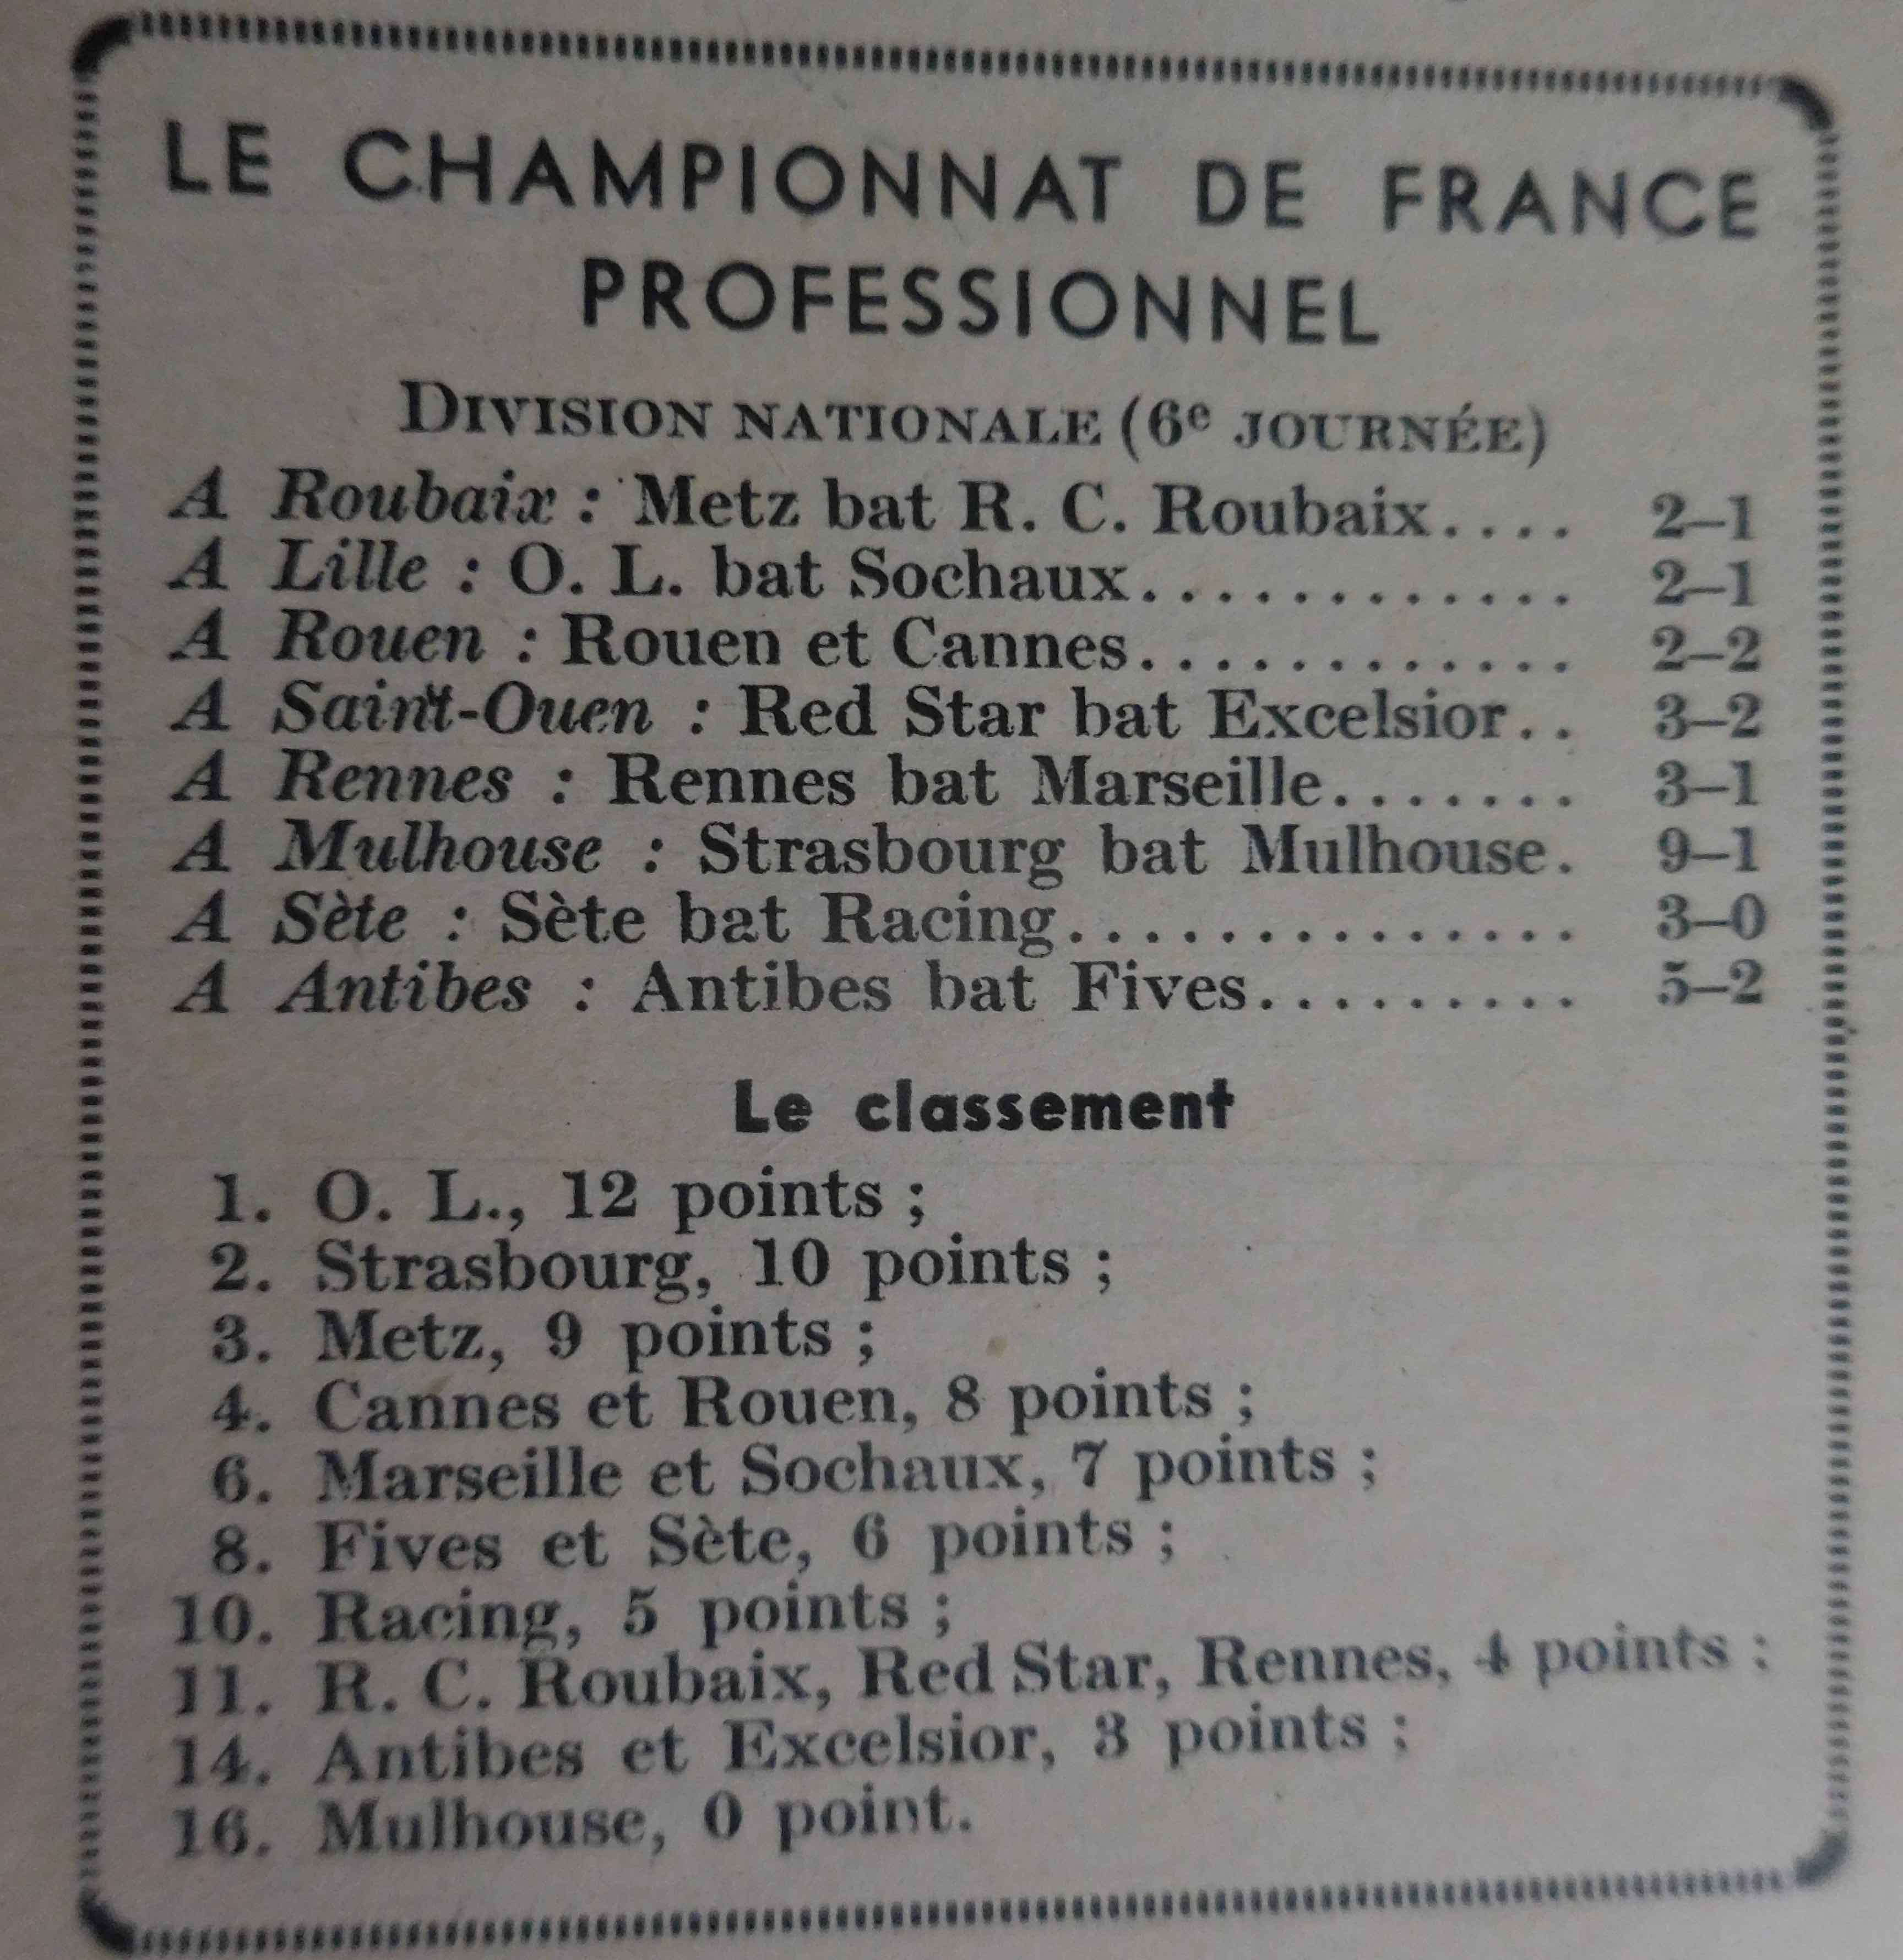 LE CHAMPIONNAT DE FRANCE
PROFESSIONNEL
DIVISION NATIONALE (6e JOURNÉE)
A Roubaix : Metz bat R. C. Roubaix.... 2–1
A Lille : O. L. bat Sochaux............. 2–1
A Rouen : Rouen et Cannes............. 2–2
A Saint-Ouen : Red Star bat Excelsior.. 3–2
A Rennes : Rennes bat Marseille....... 3–1
A Mulhouse : Strasbourg bat Mulhouse. 9–1
A Sète : Sète bat Racing............... 3–0
A Antibes : Antibes bat Fives.......... 5–2
Le classement
1. O. L., 12 points ;
2. Strasbourg, 10 points ;
3. Metz, 9 points ;
4. Cannes et Rouen, 8 points ;
6. Marseille et Sochaux, 7 points ;
8. Fives et Sète, 6 points ;
10. Racing, 5 points ;
11. R. C. Roubaix, Red Star, Rennes, 4 points ;
14. Antibes et Excelsior, 3 points ;
16. Mulhouse, 0 point.